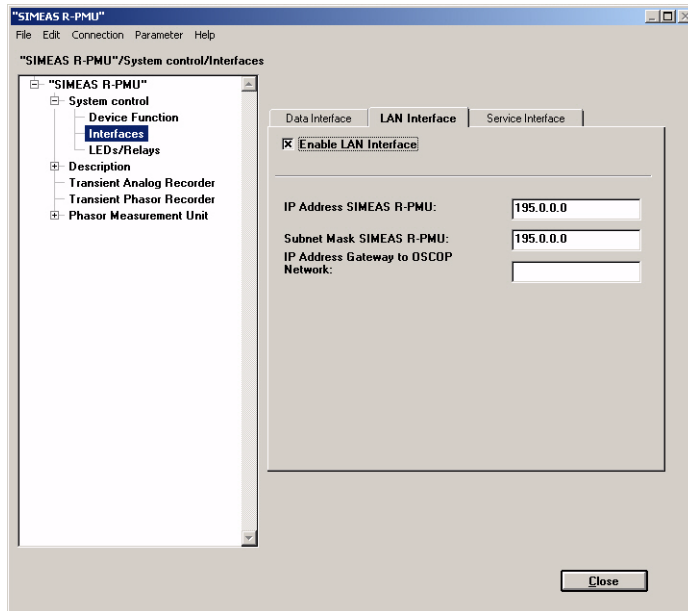 "SIMEAS R-PMU"
File Edit Connection Parameter Help
"SIMEAS R-PMU"/System control/Interfaces
"SIMEAS R-PMU"
System control
Device Function
Interfaces
LEDs/Relays
Description
Transient Analog Recorder
Transient Phasor Recorder
Phasor Measurement Unit
Data Interface LAN Interface Service Interface
Enable LAN Interface
IP Address SIMEAS R-PMU: 195.0.0.0
Subnet Mask SIMEAS R-PMU: 195.0.0.0
IP Address Gateway to OSCOP
Network:
Close